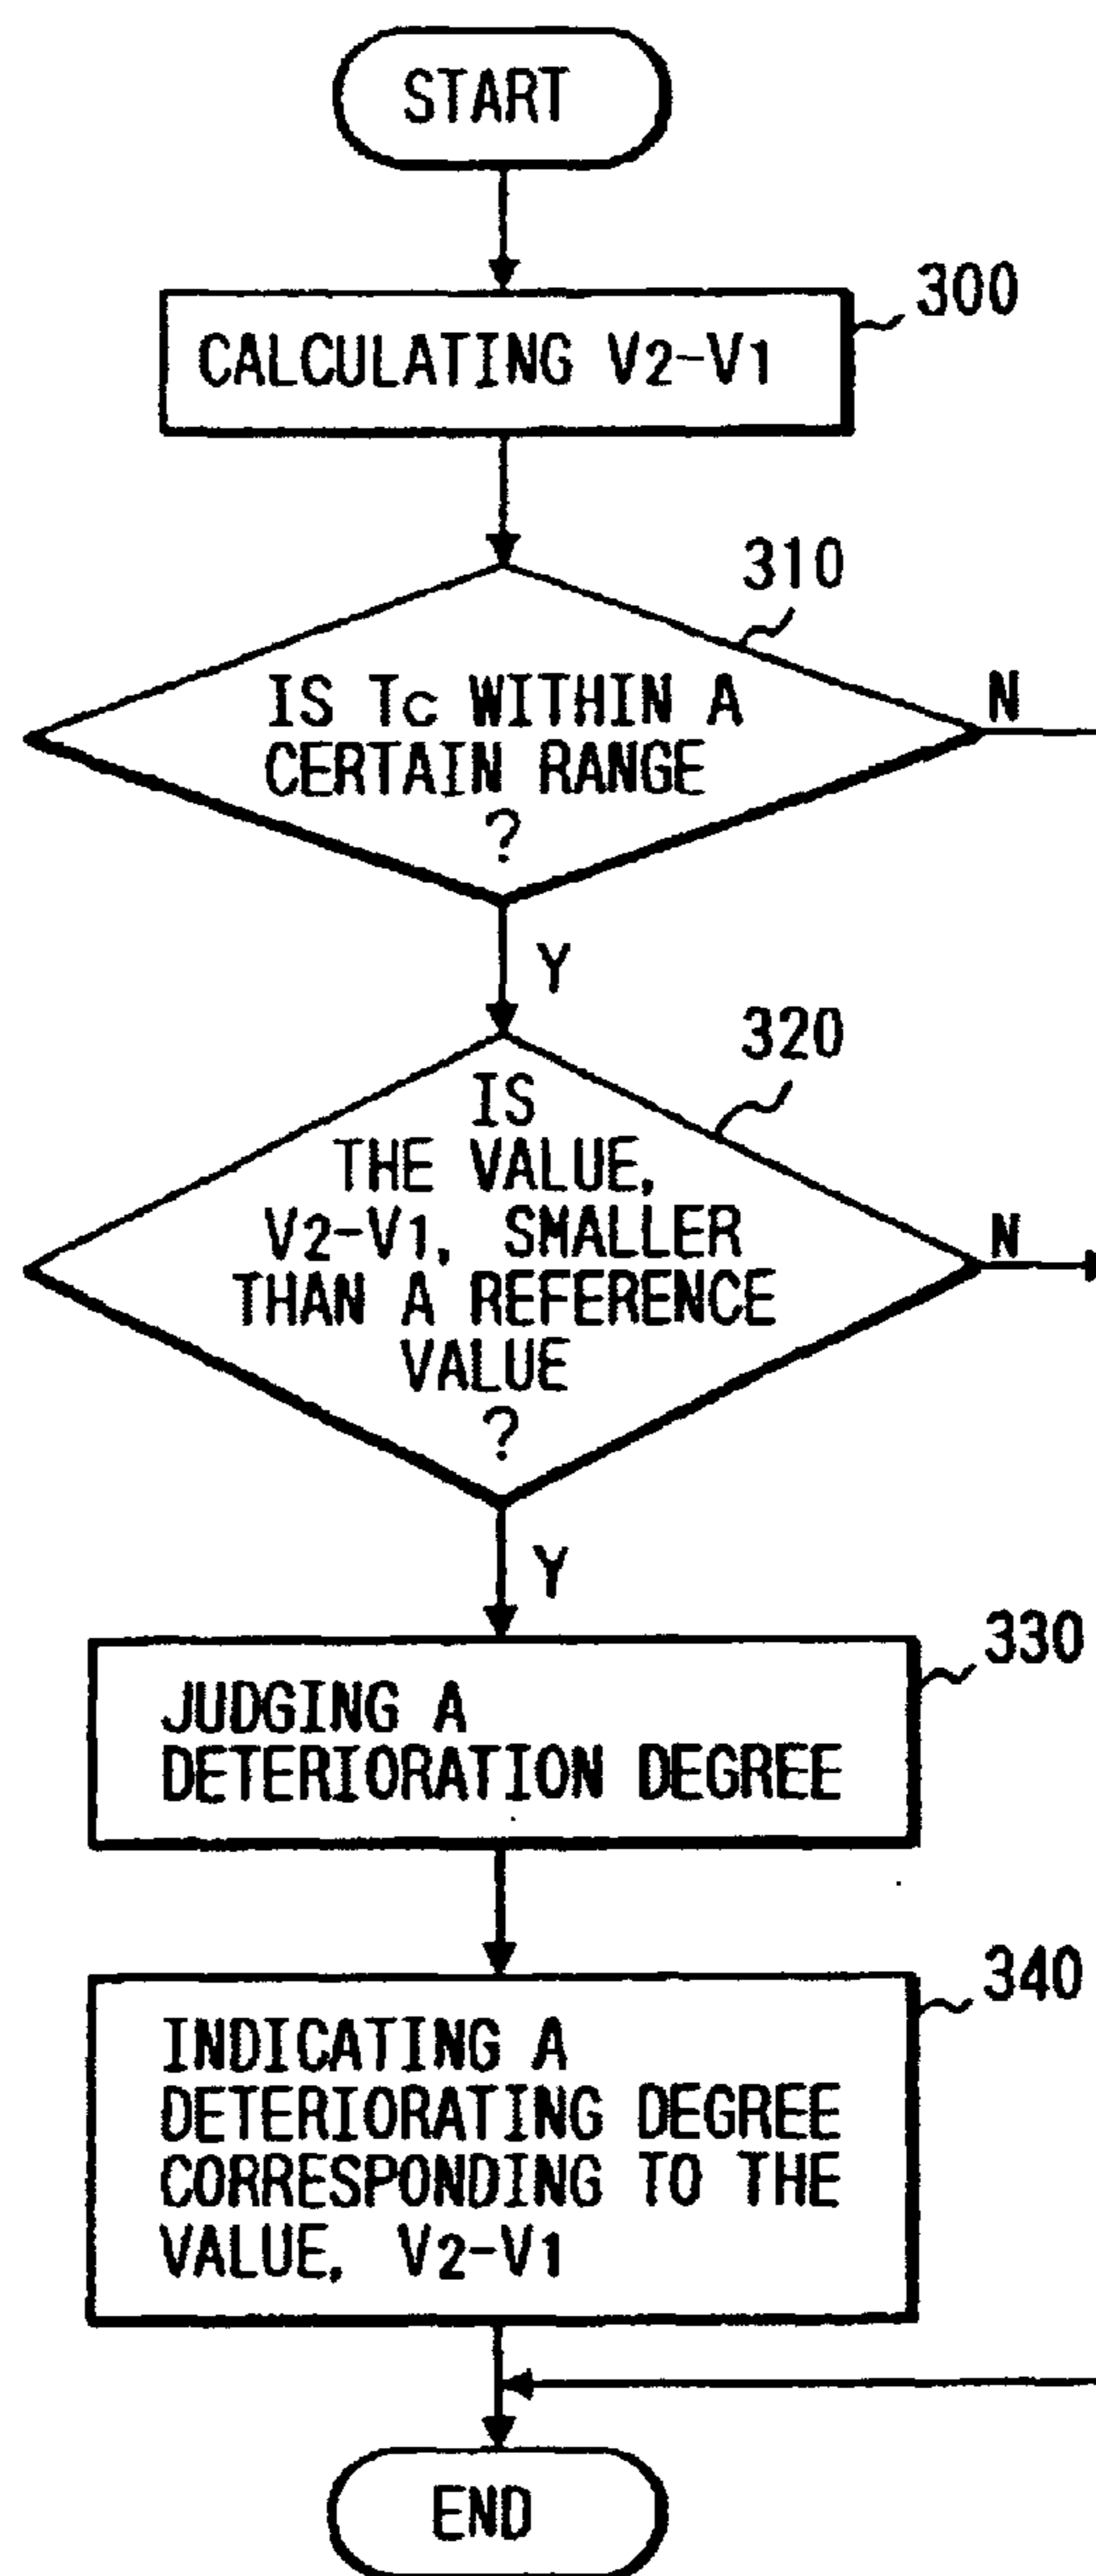 START
300
CALCULATING V2-V1
310
IS Tc WITHIN A
CERTAIN RANGE
?
N
Y
320
IS
THE VALUE,
V2-V1, SMALLER
THAN A REFERENCE
VALUE
?
N
Y
330
JUDGING A
DETERIORATION DEGREE
340
INDICATING A
DETERIORATING DEGREE
CORRESPONDING TO THE
VALUE, V2-V1
END